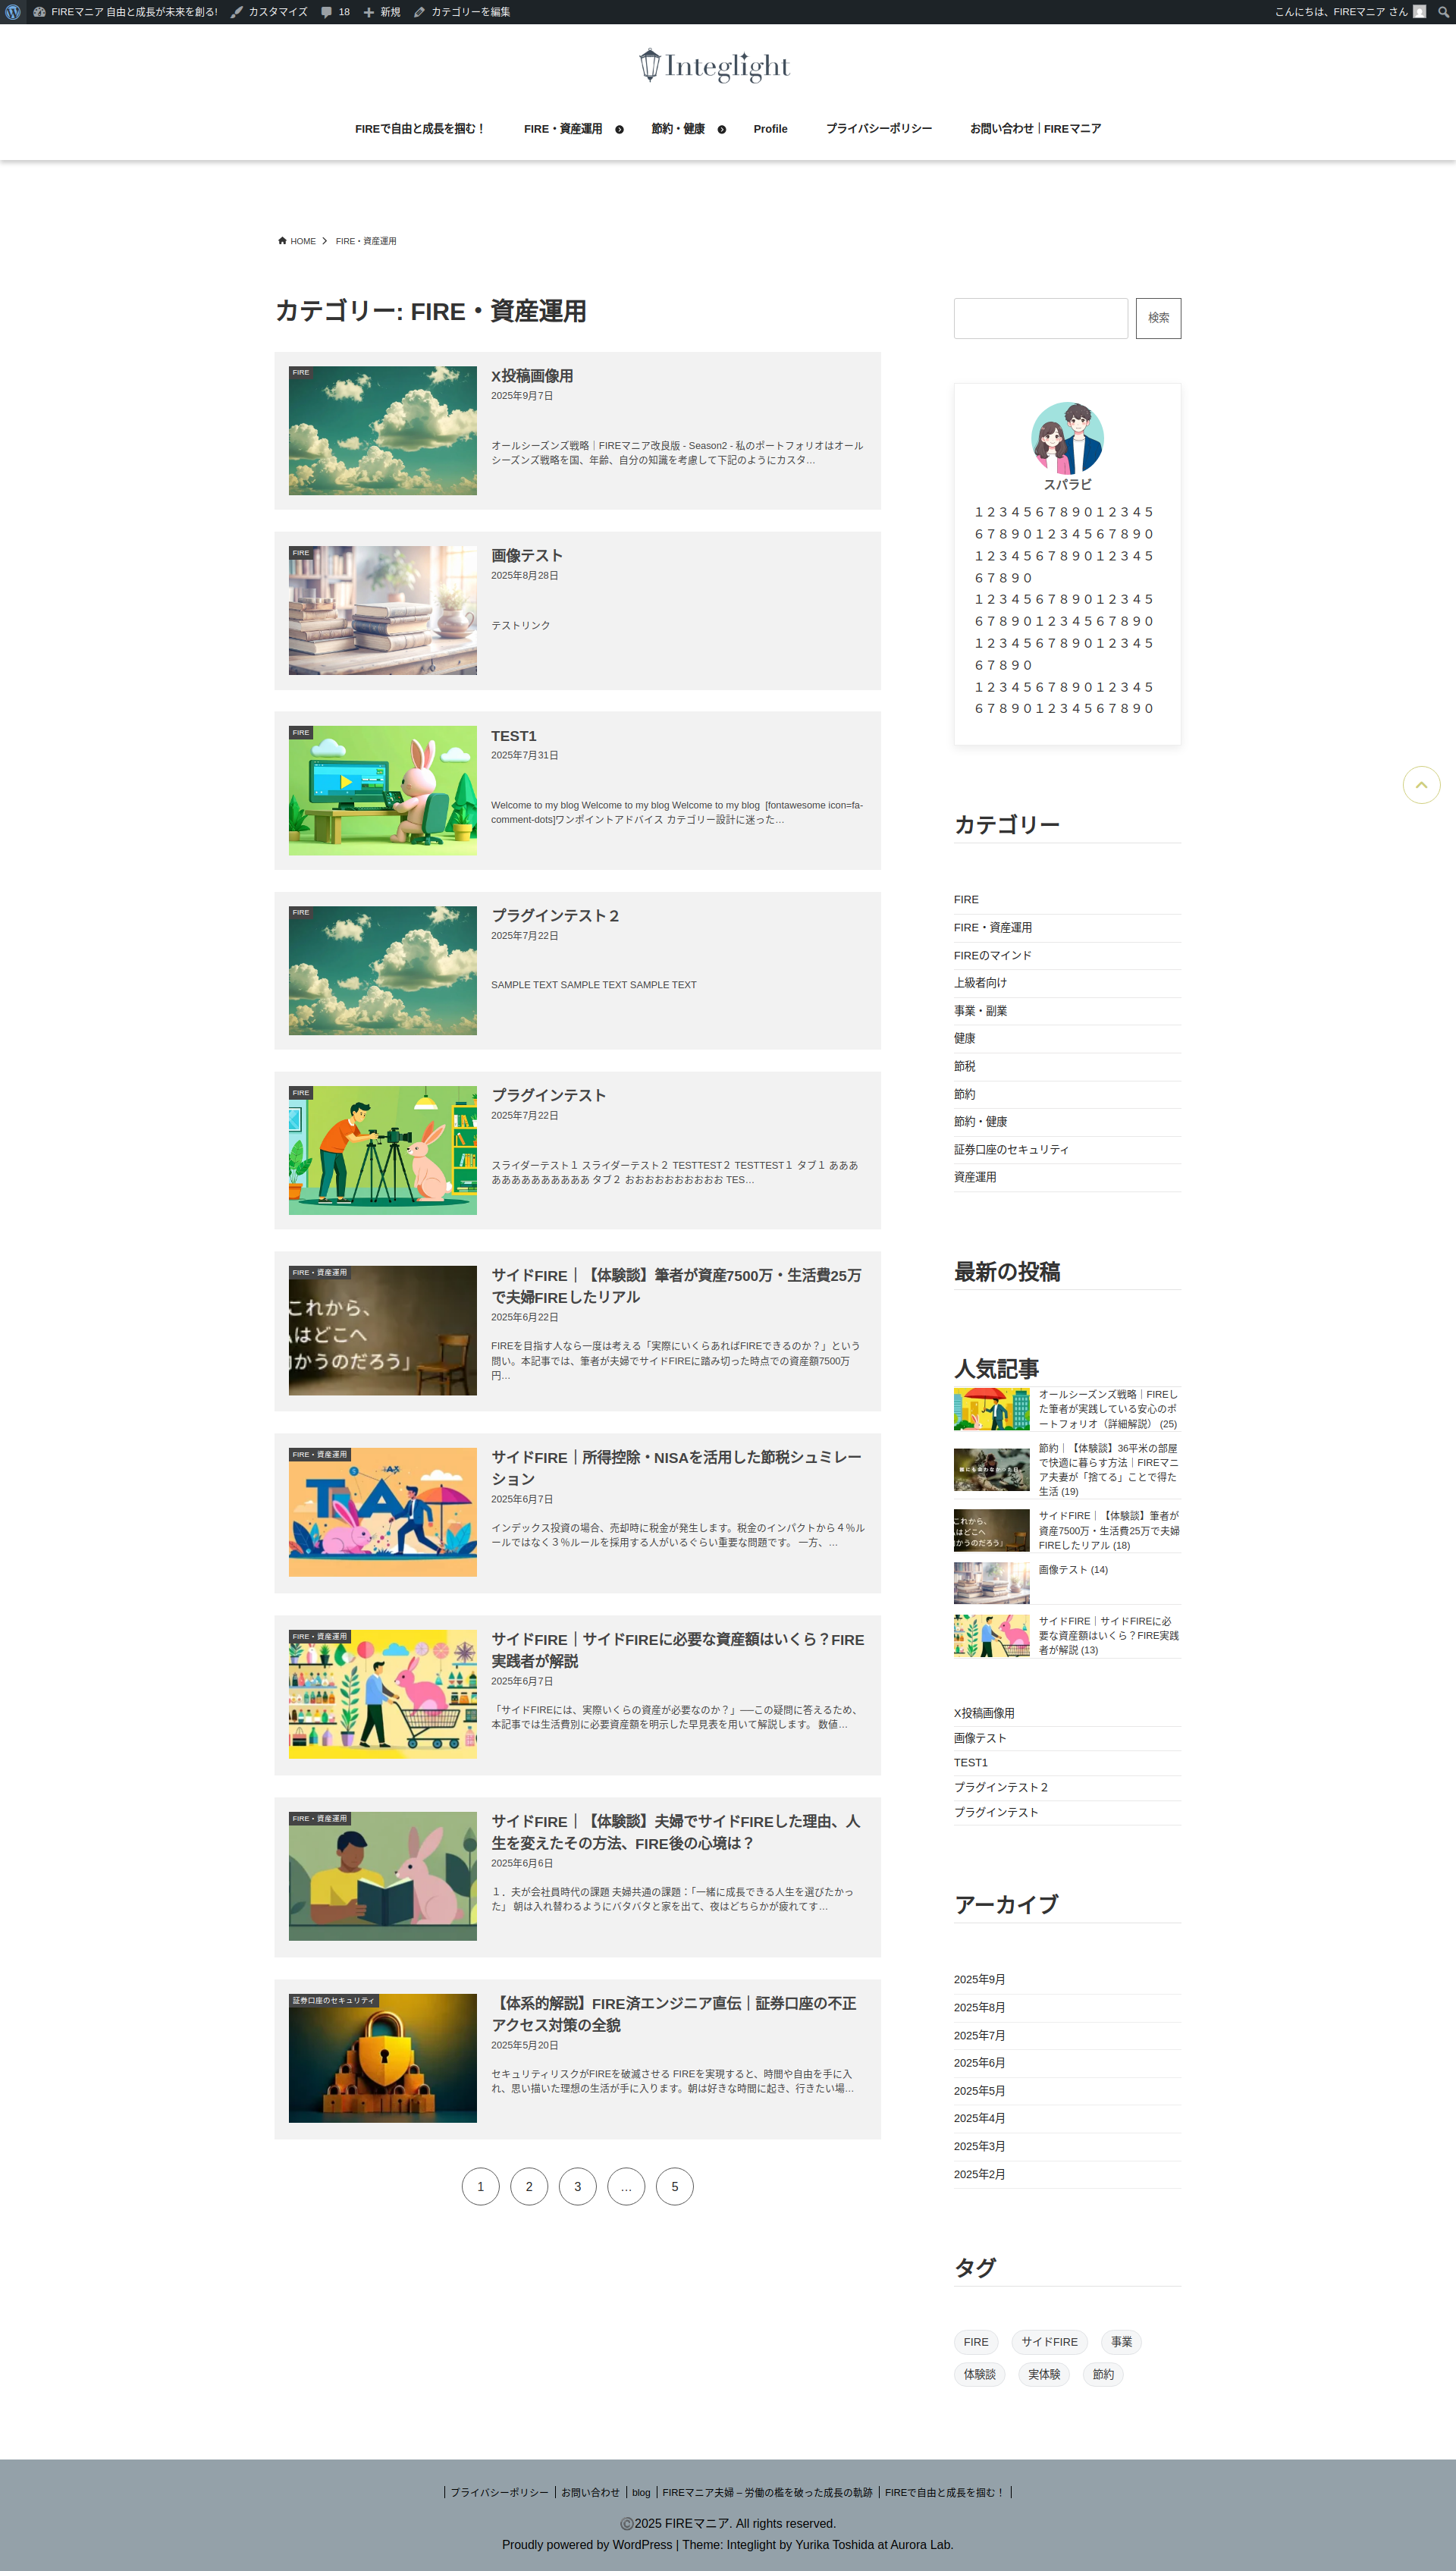 FIREマニア 自由と成長が未来を創る! カスタマイズ 18 新規 カテゴリーを編集 こんにちは、FIREマニア さん
Integlight
FIREで自由と成長を掴む！ FIRE・資産運用 節約・健康 Profile プライバシーポリシー お問い合わせ｜FIREマニア
HOME FIRE・資産運用
カテゴリー: FIRE・資産運用
FIRE
X投稿画像用
2025年9月7日
オールシーズンズ戦略｜FIREマニア改良版 - Season2 - 私のポートフォリオはオール
シーズンズ戦略を国、年齢、自分の知識を考慮して下記のようにカスタ…
FIRE
画像テスト
2025年8月28日
テストリンク
FIRE
TEST1
2025年7月31日
Welcome to my blog Welcome to my blog Welcome to my blog [fontawesome icon=fa-
comment-dots]ワンポイントアドバイス カテゴリー設計に迷った…
FIRE
プラグインテスト２
2025年7月22日
SAMPLE TEXT SAMPLE TEXT SAMPLE TEXT
FIRE
プラグインテスト
2025年7月22日
スライダーテスト１ スライダーテスト２ TESTTEST２ TESTTEST１ タブ１ あああ
ああああああああああ タブ２ おおおおおおおおおお TES…
FIRE・資産運用
これから、
はどこへ
向かうのだろう」
サイドFIRE｜【体験談】筆者が資産7500万・生活費25万
で夫婦FIREしたリアル
2025年6月22日
FIREを目指す人なら一度は考える「実際にいくらあればFIREできるのか？」という
問い。本記事では、筆者が夫婦でサイドFIREに踏み切った時点での資産額7500万
円…
FIRE・資産運用
サイドFIRE｜所得控除・NISAを活用した節税シュミレー
ション
2025年6月7日
インデックス投資の場合、売却時に税金が発生します。税金のインパクトから４%ル
ールではなく３％ルールを採用する人がいるぐらい重要な問題です。 一方、…
FIRE・資産運用
サイドFIRE｜サイドFIREに必要な資産額はいくら？FIRE
実践者が解説
2025年6月7日
「サイドFIREには、実際いくらの資産が必要なのか？」──この疑問に答えるため、
本記事では生活費別に必要資産額を明示した早見表を用いて解説します。 数値…
FIRE・資産運用
サイドFIRE｜【体験談】夫婦でサイドFIREした理由、人
生を変えたその方法、FIRE後の心境は？
2025年6月6日
１．夫が会社員時代の課題 夫婦共通の課題：「一緒に成長できる人生を選びたかっ
た」 朝は入れ替わるようにバタバタと家を出て、夜はどちらかが疲れてす…
証券口座のセキュリティ
【体系的解説】FIRE済エンジニア直伝｜証券口座の不正
アクセス対策の全貌
2025年5月20日
セキュリティリスクがFIREを破滅させる FIREを実現すると、時間や自由を手に入
れ、思い描いた理想の生活が手に入ります。朝は好きな時間に起き、行きたい場…
1 2 3 … 5
検索
スパラビ
１２３４５６７８９０１２３４５
６７８９０１２３４５６７８９０
１２３４５６７８９０１２３４５
６７８９０
１２３４５６７８９０１２３４５
６７８９０１２３４５６７８９０
１２３４５６７８９０１２３４５
６７８９０
１２３４５６７８９０１２３４５
６７８９０１２３４５６７８９０
カテゴリー
FIRE
FIRE・資産運用
FIREのマインド
上級者向け
事業・副業
健康
節税
節約
節約・健康
証券口座のセキュリティ
資産運用
最新の投稿
人気記事
オールシーズンズ戦略｜FIREし
た筆者が実践している安心のポ
ートフォリオ（詳細解説） (25)
節約｜【体験談】36平米の部屋
で快適に暮らす方法｜FIREマニ
ア夫妻が「捨てる」ことで得た
生活 (19)
これから、
はどこへ
向かうのだろう」
サイドFIRE｜【体験談】筆者が
資産7500万・生活費25万で夫婦
FIREしたリアル (18)
画像テスト (14)
サイドFIRE｜サイドFIREに必
要な資産額はいくら？FIRE実践
者が解説 (13)
X投稿画像用
画像テスト
TEST1
プラグインテスト２
プラグインテスト
アーカイブ
2025年9月
2025年8月
2025年7月
2025年6月
2025年5月
2025年4月
2025年3月
2025年2月
タグ
FIRE サイドFIRE 事業
体験談 実体験 節約
プライバシーポリシー お問い合わせ blog FIREマニア夫婦 – 労働の檻を破った成長の軌跡 FIREで自由と成長を掴む！
©2025 FIREマニア. All rights reserved.
Proudly powered by WordPress | Theme: Integlight by Yurika Toshida at Aurora Lab.